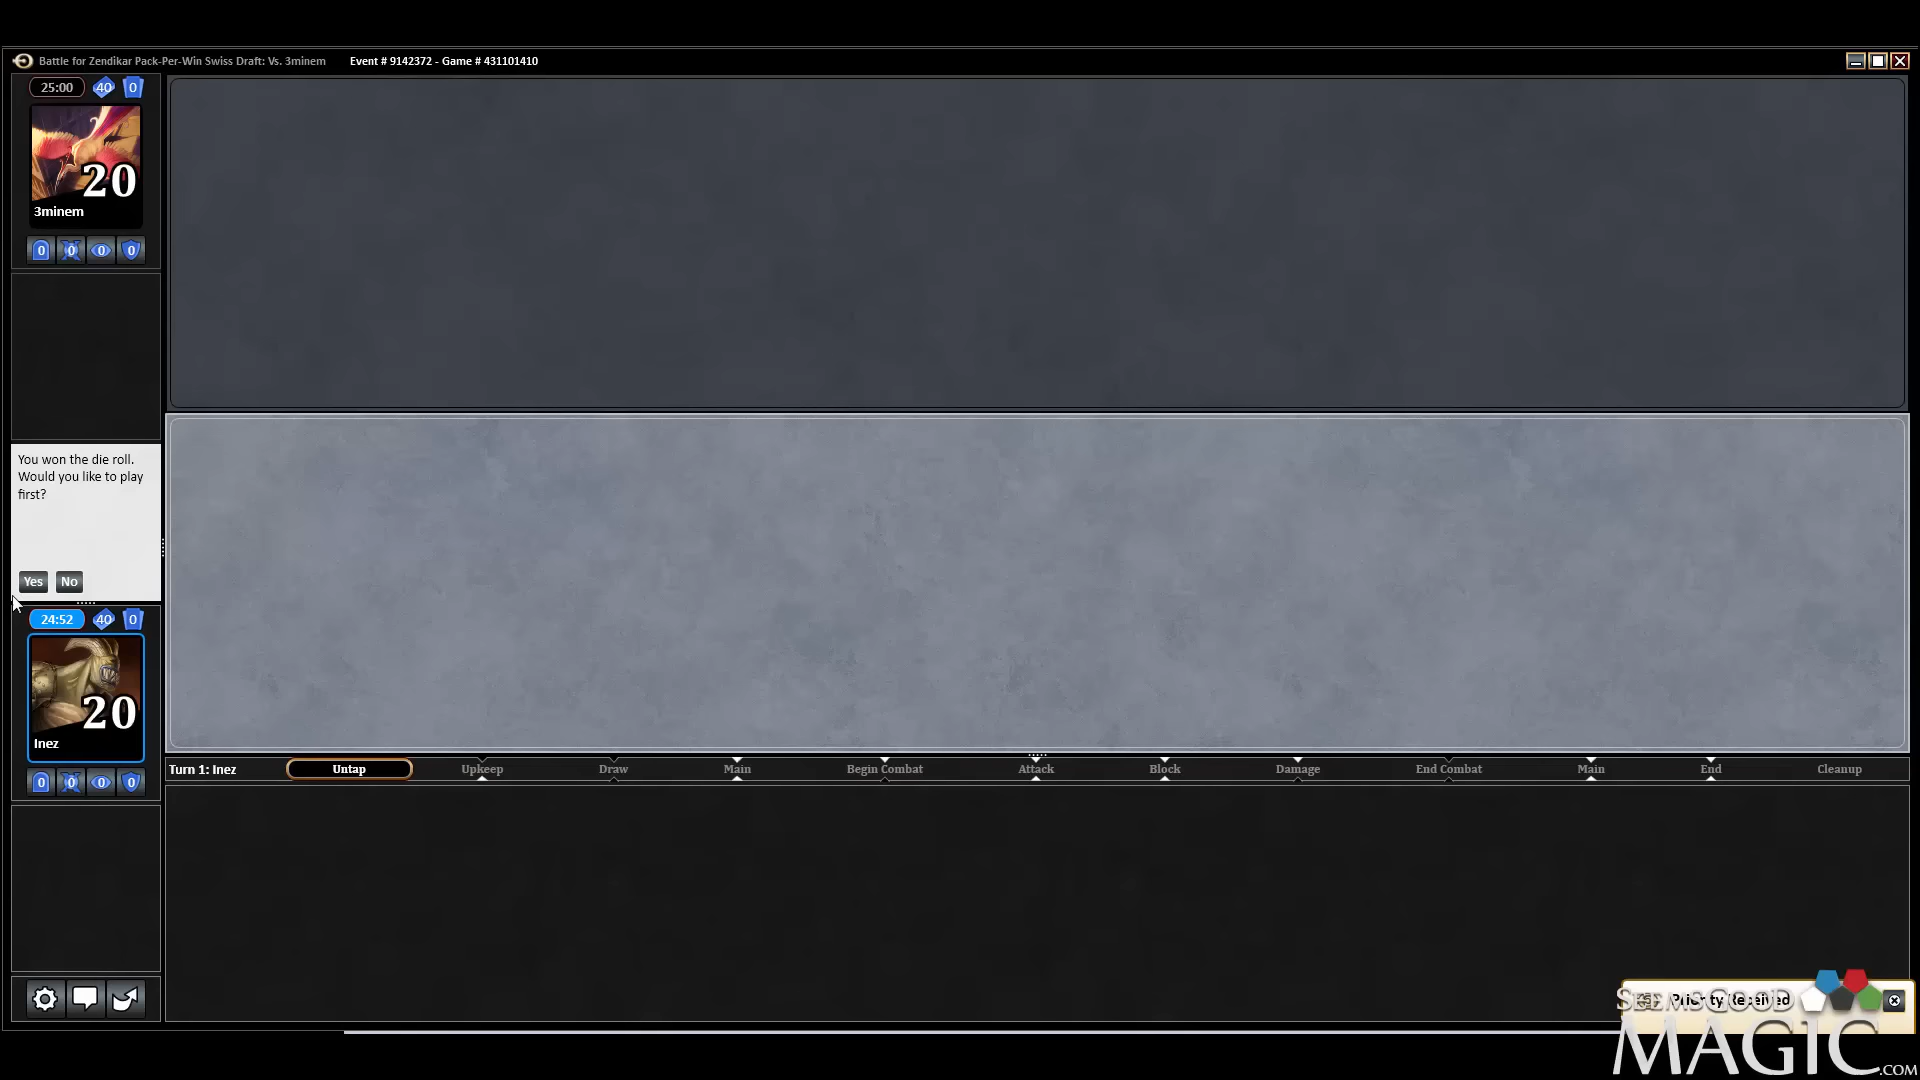 Battle for Zendikar Pack-Per-Win Swiss Draft: Vs. 3minem Event # 9142372 - Game # 431101410
25:00 40 0
20
3minem
0 0 0 0
You won the die roll.
Would you like to play
first?
Yes No
24:52 40 0
20
Inez
0 0 0 0
Turn 1: Inez Untap Upkeep Draw Main Begin Combat Attack Block Damage End Combat Main End Cleanup
Priority Received
SEEMSGOOD
MAGIC.COM